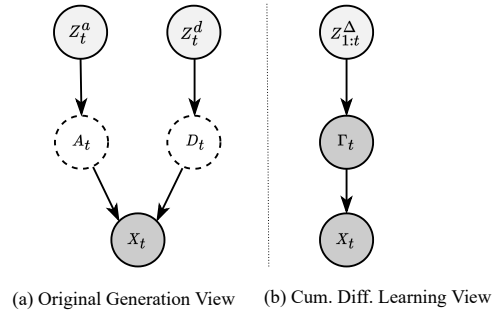 Z_t^a Z_t^d Z_{1:t}^Δ
A_t D_t Γ_t
X_t X_t
(a) Original Generation View (b) Cum. Diff. Learning View